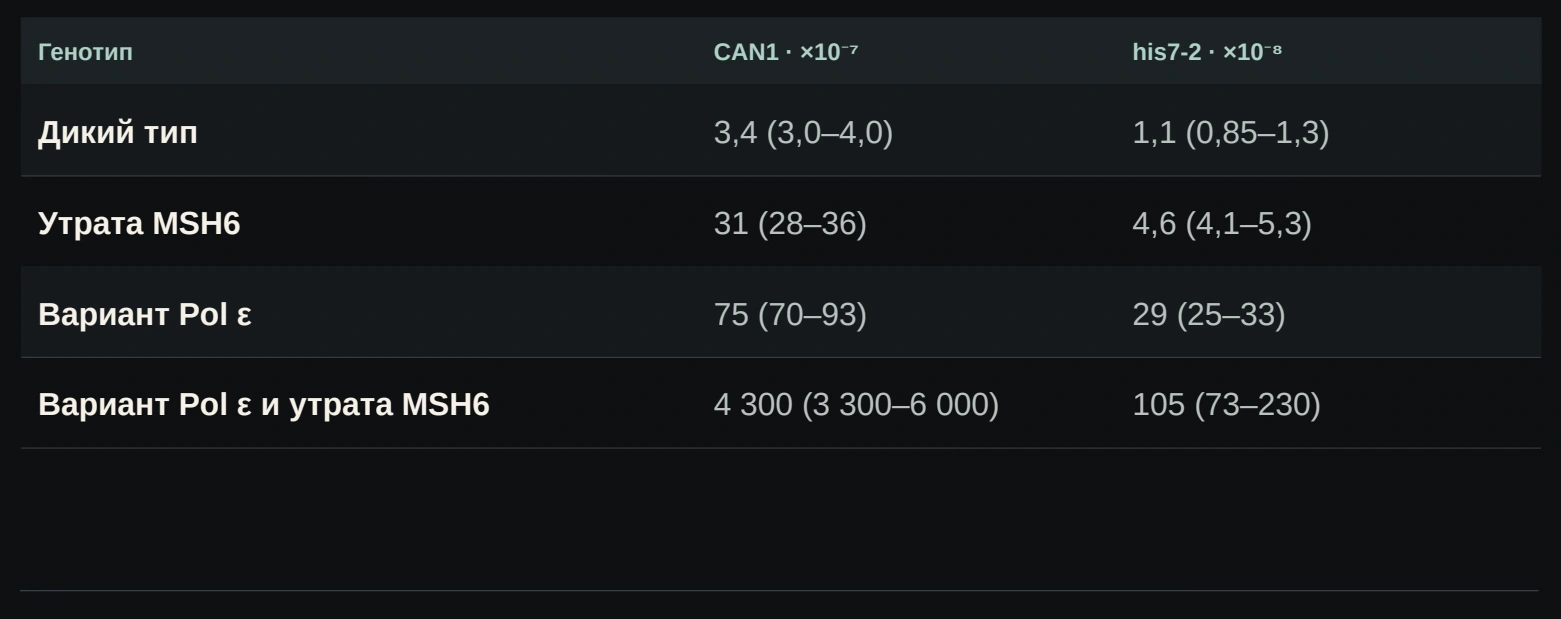 Генотип CAN1 · ×10⁻⁷ his7-2 · ×10⁻⁸
Дикий тип 3,4 (3,0–4,0) 1,1 (0,85–1,3)
Утрата MSH6 31 (28–36) 4,6 (4,1–5,3)
Вариант Pol ε 75 (70–93) 29 (25–33)
Вариант Pol ε и утрата MSH6 4 300 (3 300–6 000) 105 (73–230)